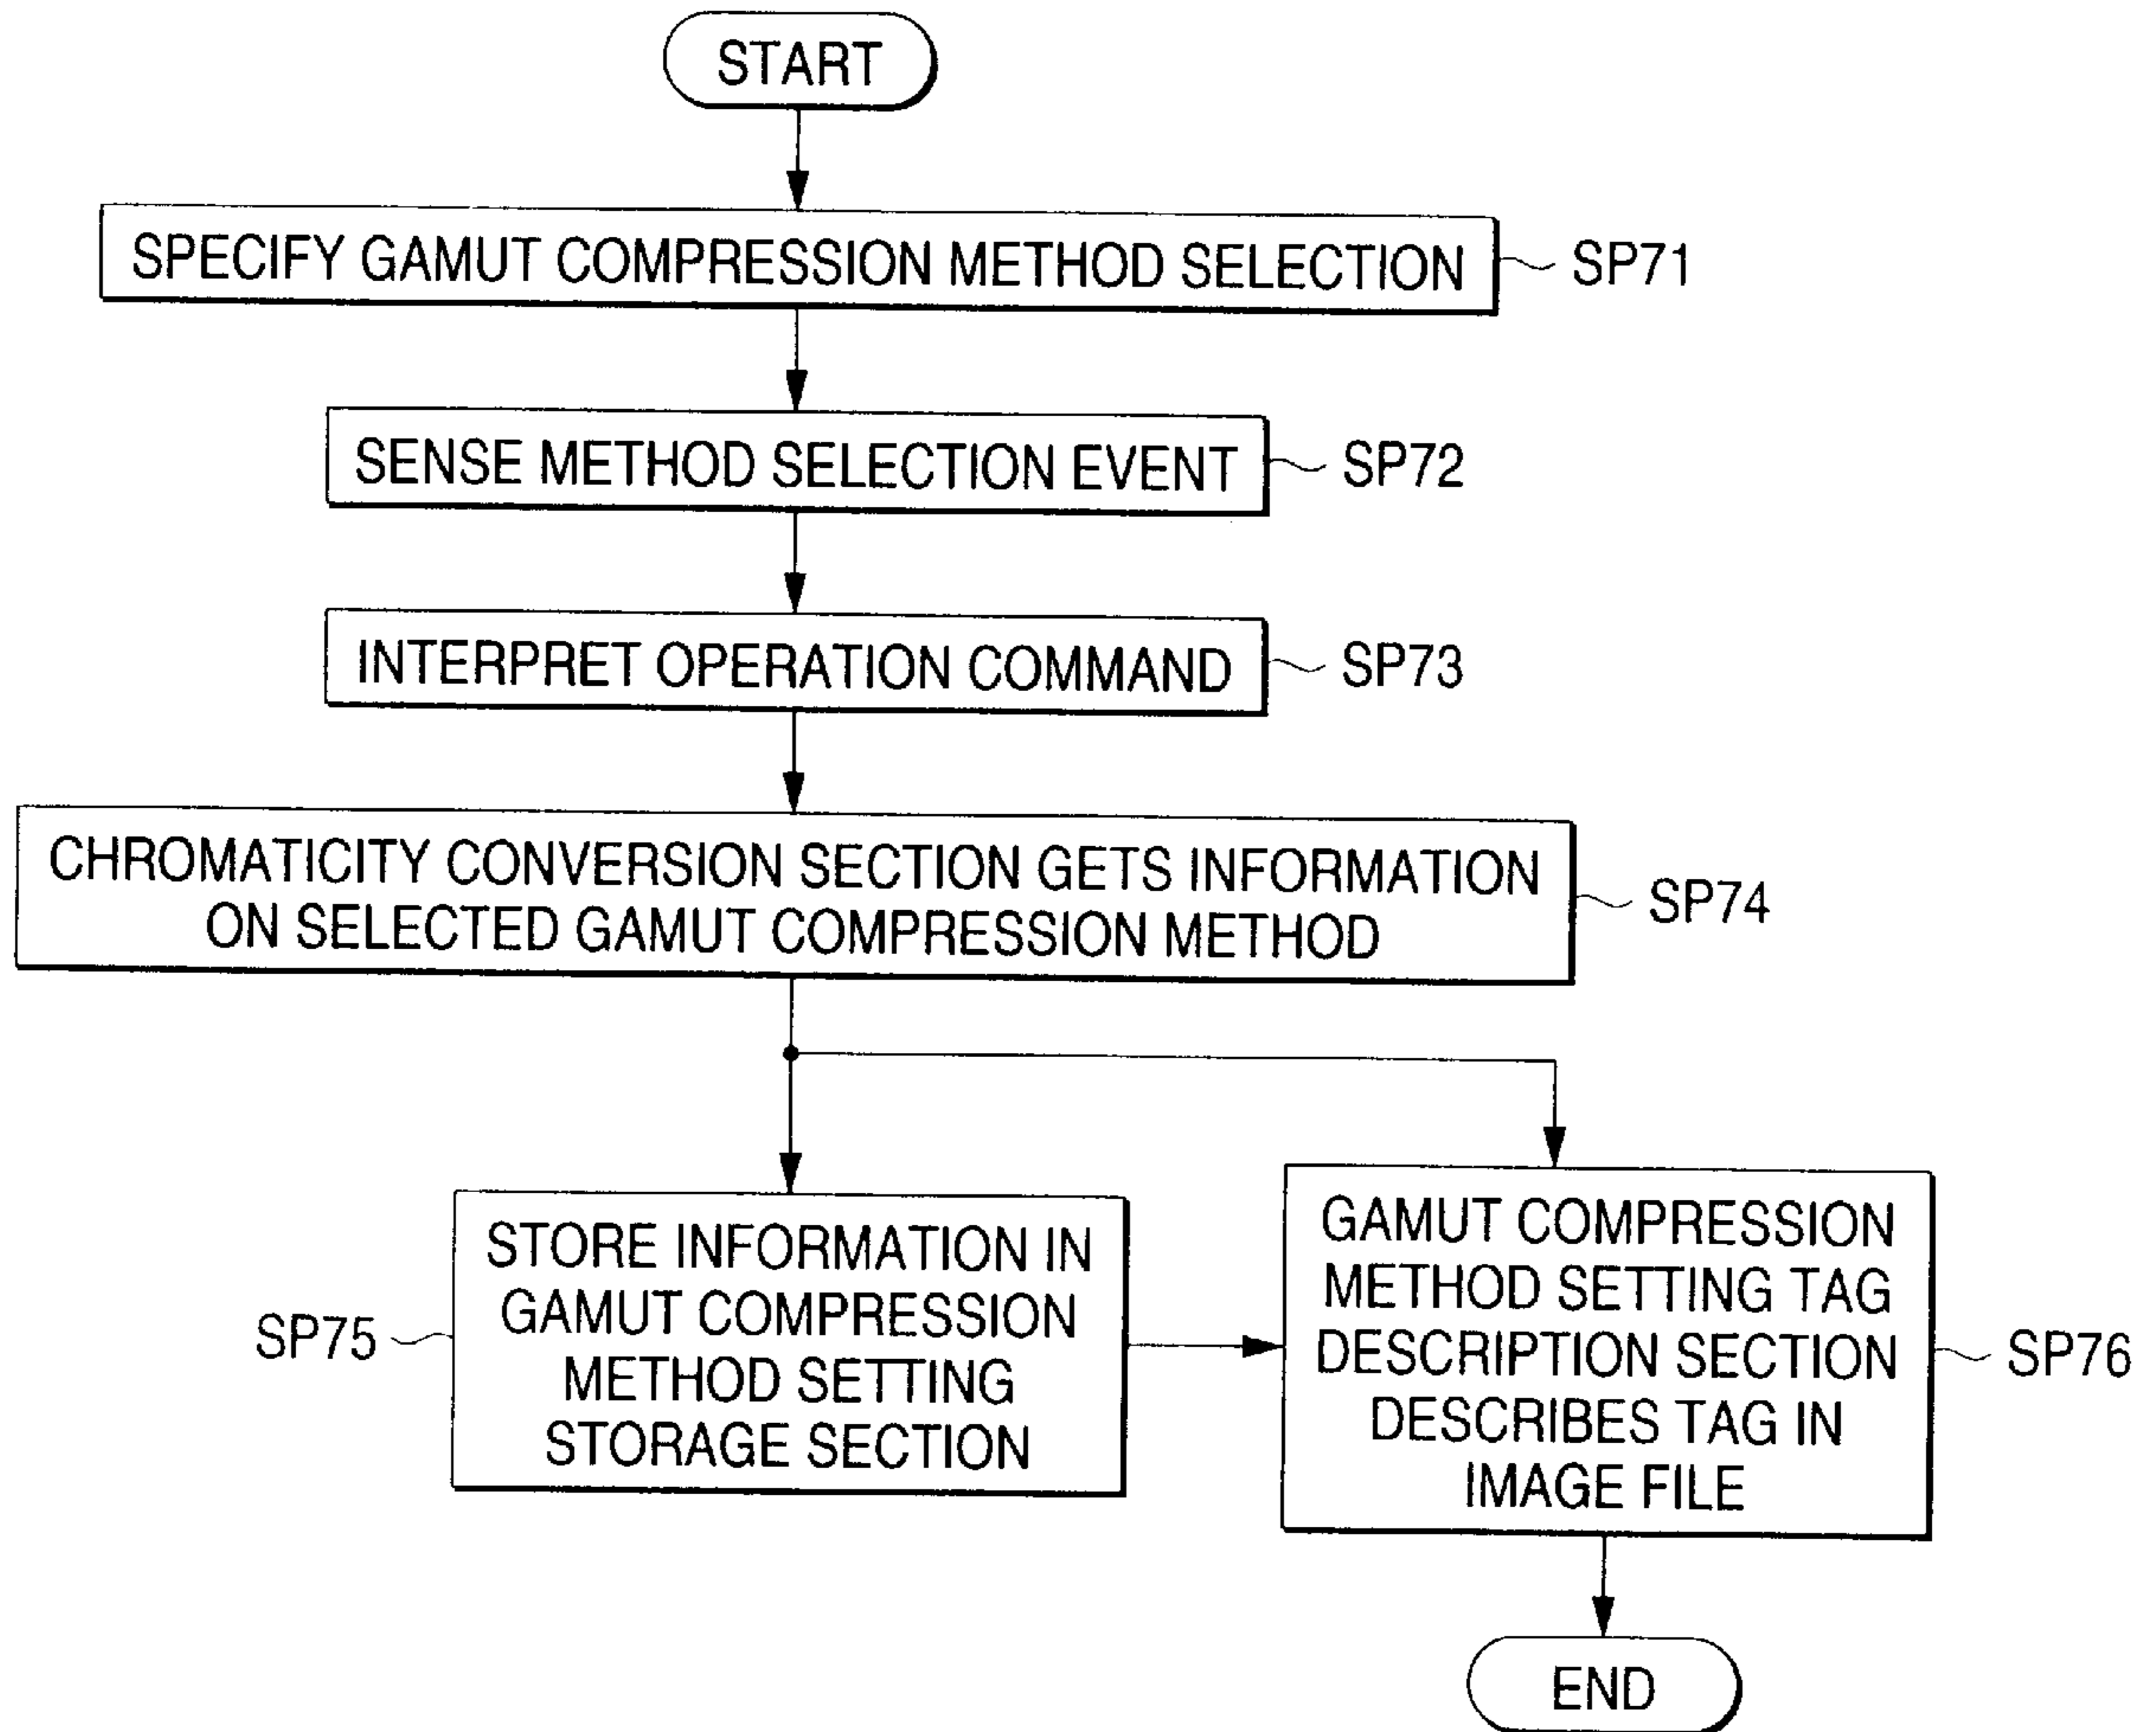 START
SPECIFY GAMUT COMPRESSION METHOD SELECTION
SP71
SENSE METHOD SELECTION EVENT
SP72
INTERPRET OPERATION COMMAND
SP73
CHROMATICITY CONVERSION SECTION GETS INFORMATION
ON SELECTED GAMUT COMPRESSION METHOD
SP74
SP75
STORE INFORMATION IN
GAMUT COMPRESSION
METHOD SETTING
STORAGE SECTION
GAMUT COMPRESSION
METHOD SETTING TAG
DESCRIPTION SECTION
DESCRIBES TAG IN
IMAGE FILE
SP76
END